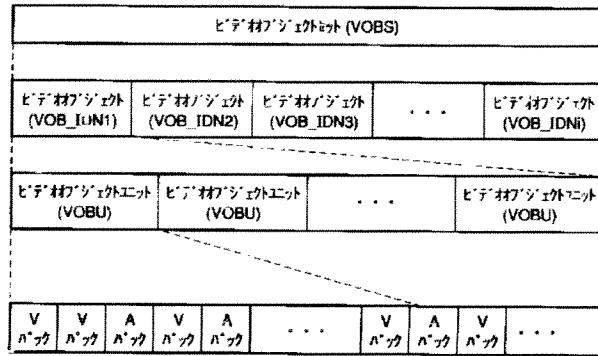 ビデオオブジェクトセット (VOBS)
ビデオオブジェクト
(VOB_IDN1)
ビデオオブジェクト
(VOB_IDN2)
ビデオオブジェクト
(VOB_IDN3)
・・・
ビデオオブジェクト
(VOB_IDNi)
ビデオオブジェクトユニット
(VOBU)
ビデオオブジェクトユニット
(VOBU)
・・・
ビデオオブジェクトユニット
(VOBU)
V
パック
V
パック
A
パック
V
パック
A
パック
・・・
V
パック
A
パック
V
パック
・・・